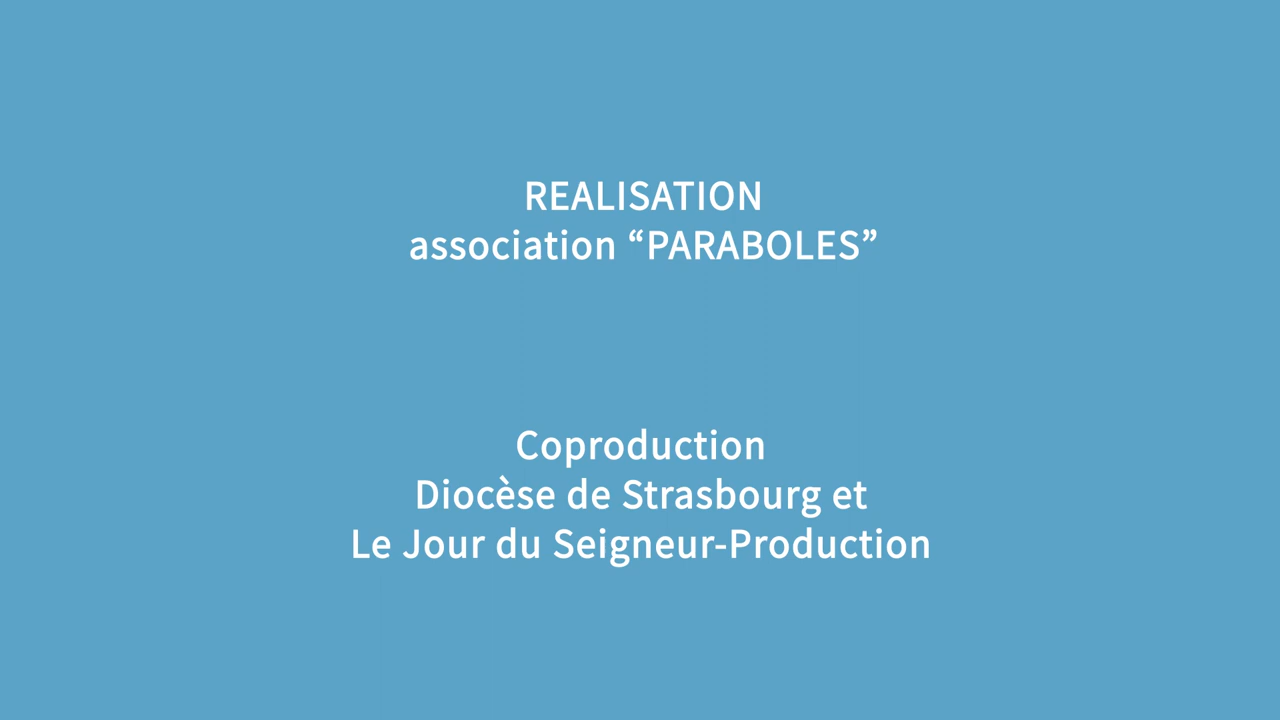 REALISATION
association “PARABOLES”
Coproduction
Diocèse de Strasbourg et
Le Jour du Seigneur-Production